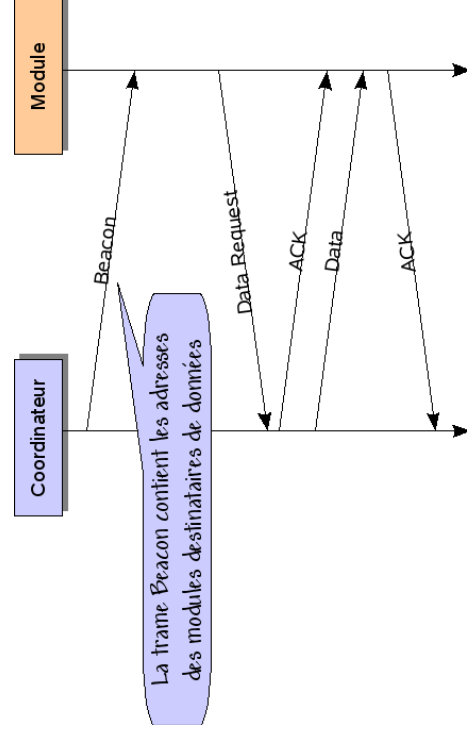 Coordinateur
Module
Beacon
La trame Beacon contient les adresses
des modules destinataires de données
Data Request
ACK
Data
ACK